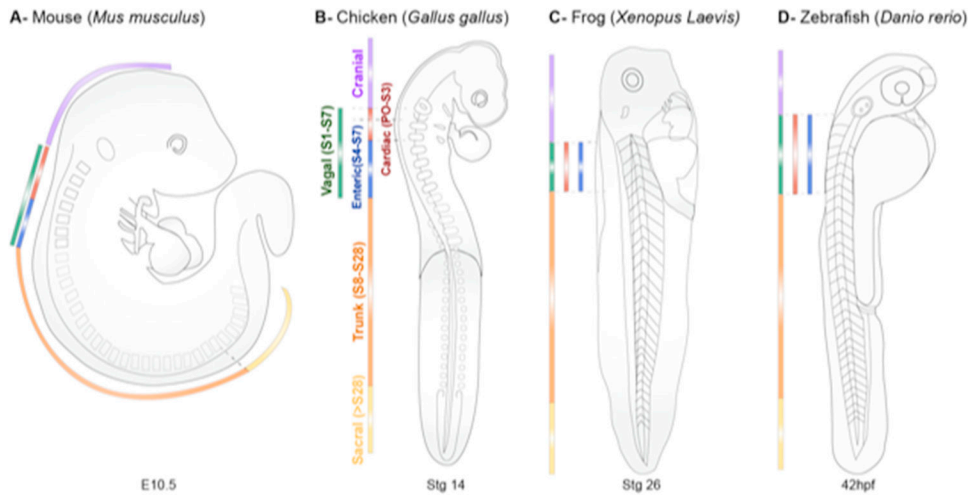 A- Mouse (Mus musculus)
B- Chicken (Gallus gallus)
C- Frog (Xenopus Laevis)
D- Zebrafish (Danio rerio)
Cranial
Cardiac (PO-S3)
Vagal (S1-S7)
Enteric(S4-S7)
Trunk (S8-S28)
Sacral (>S28)
E10.5
Stg 14
Stg 26
42hpf